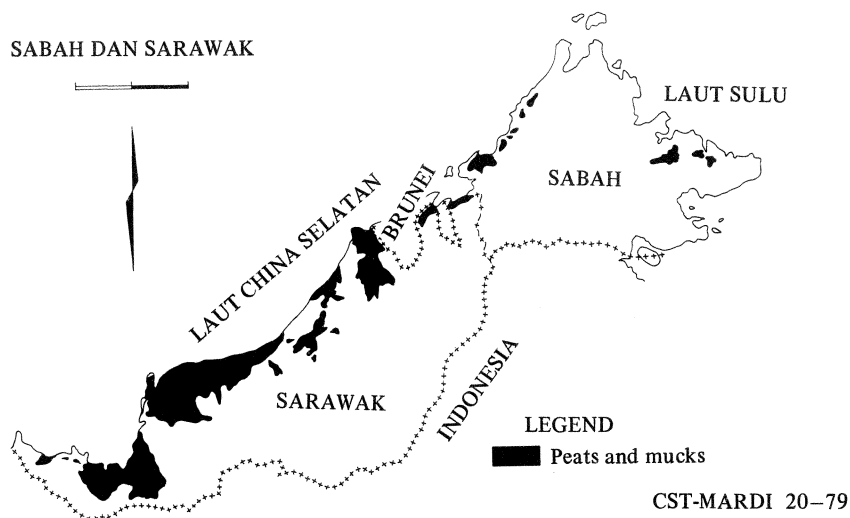 SABAH DAN SARAWAK
LAUT SULU
SABAH
BRUNEI
LAUT CHINA SELATAN
SARAWAK
INDONESIA
LEGEND
Peats and mucks
CST-MARDI 20–79